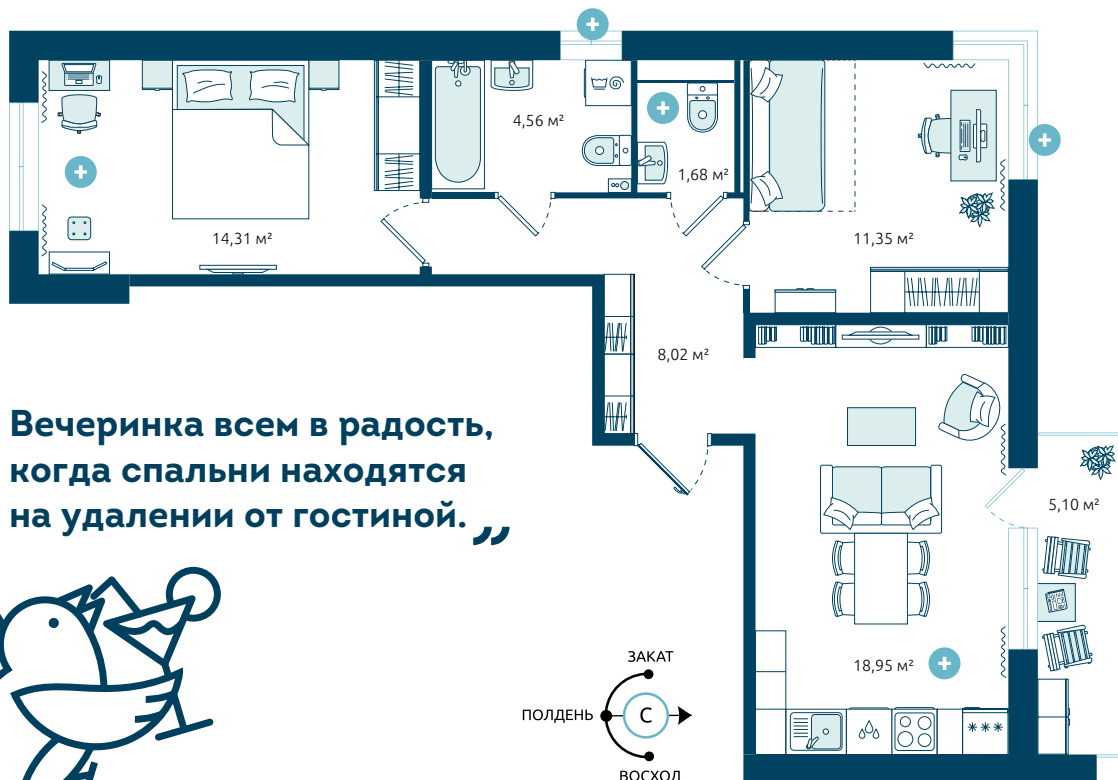 4,56 м²
1,68 м²
14,31 м²
11,35 м²
8,02 м²
Вечеринка всем в радость,
когда спальни находятся
на удалении от гостиной.„
5,10 м²
18,95 м²
ЗАКАТ
ПОЛДЕНЬ
С
ВОСХОД